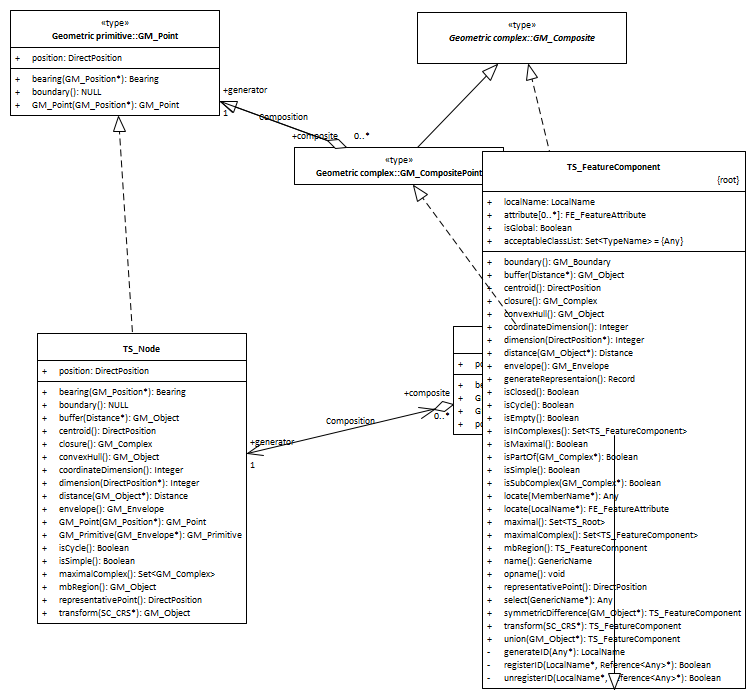 «type»
Geometric primitive::GM_Point
+ position: DirectPosition
+ bearing(GM_Position*): Bearing
+ boundary(): NULL
+ GM_Point(GM_Position*): GM_Point
«type»
Geometric complex::GM_Composite
+generator
1
Composition
+composite
0..*
«type»
Geometric complex::GM_CompositePoint
TS_FeatureComponent
{root}
+ localName: LocalName
+ attribute[0..*]: FE_FeatureAttribute
+ isGlobal: Boolean
+ acceptableClassList: Set<TypeName> = {Any}
+ boundary(): GM_Boundary
+ buffer(Distance*): GM_Object
+ centroid(): DirectPosition
+ closure(): GM_Complex
+ convexHull(): GM_Object
+ coordinateDimension(): Integer
+ dimension(DirectPosition*): Integer
+ distance(GM_Object*): Distance
+ envelope(): GM_Envelope
+ generateRepresentaion(): Record
+ isClosed(): Boolean
+ isCycle(): Boolean
+ isEmpty(): Boolean
+ isInComplexes(): Set<TS_FeatureComponent>
+ isMaximal(): Boolean
+ isPartOf(GM_Complex*): Boolean
+ isSimple(): Boolean
+ isSubComplex(GM_Complex*): Boolean
+ locate(MemberName*): Any
+ locate(LocalName*): FE_FeatureAttribute
+ maximal(): Set<TS_Root>
+ maximalComplex(): Set<TS_FeatureComponent>
+ mbRegion(): TS_FeatureComponent
+ name(): GenericName
+ opname(): void
+ representativePoint(): DirectPosition
+ select(GenericName*): Any
+ symmetricDifference(GM_Object*): TS_FeatureComponent
+ transform(SC_CRS*): TS_FeatureComponent
+ union(GM_Object*): TS_FeatureComponent
- generateID(Any*): LocalName
- registerID(LocalName*, Reference<Any>*): Boolean
- unregisterID(LocalName*, Reference<Any>*): Boolean
TS_Node
+ position: DirectPosition
+ bearing(GM_Position*): Bearing
+ boundary(): NULL
+ buffer(Distance*): GM_Object
+ centroid(): DirectPosition
+ closure(): GM_Complex
+ convexHull(): GM_Object
+ coordinateDimension(): Integer
+ dimension(DirectPosition*): Integer
+ distance(GM_Object*): Distance
+ envelope(): GM_Envelope
+ GM_Point(GM_Position*): GM_Point
+ GM_Primitive(GM_Envelope*): GM_Primitive
+ isCycle(): Boolean
+ isSimple(): Boolean
+ maximalComplex(): Set<GM_Complex>
+ mbRegion(): GM_Object
+ representativePoint(): DirectPosition
+ transform(SC_CRS*): GM_Object
+composite
0..*
Composition
+generator
1
+
+
+
+
+